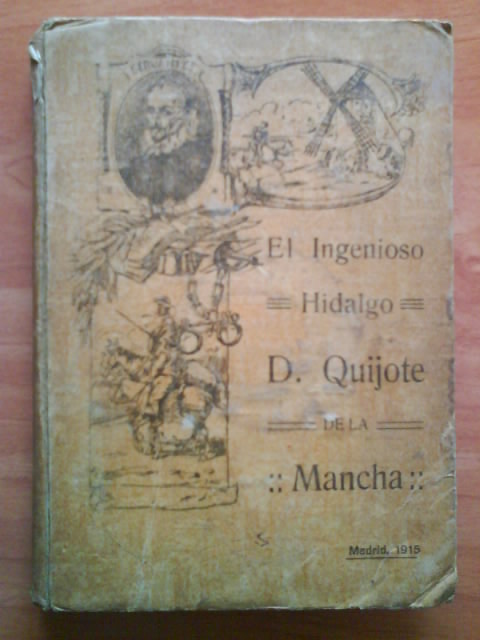 El Ingenioso
Hidalgo
D. Quijote
DE LA
:: Mancha ::
Madrid, 1915